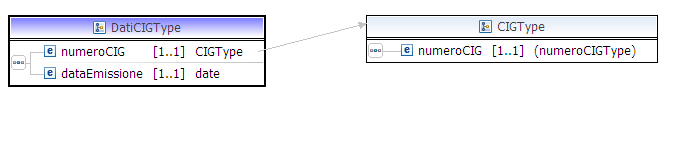 DatiCIGType
e numeroCIG [1..1] CIGType
e dataEmissione [1..1] date
CIGType
e numeroCIG [1..1] (numeroCIGType)